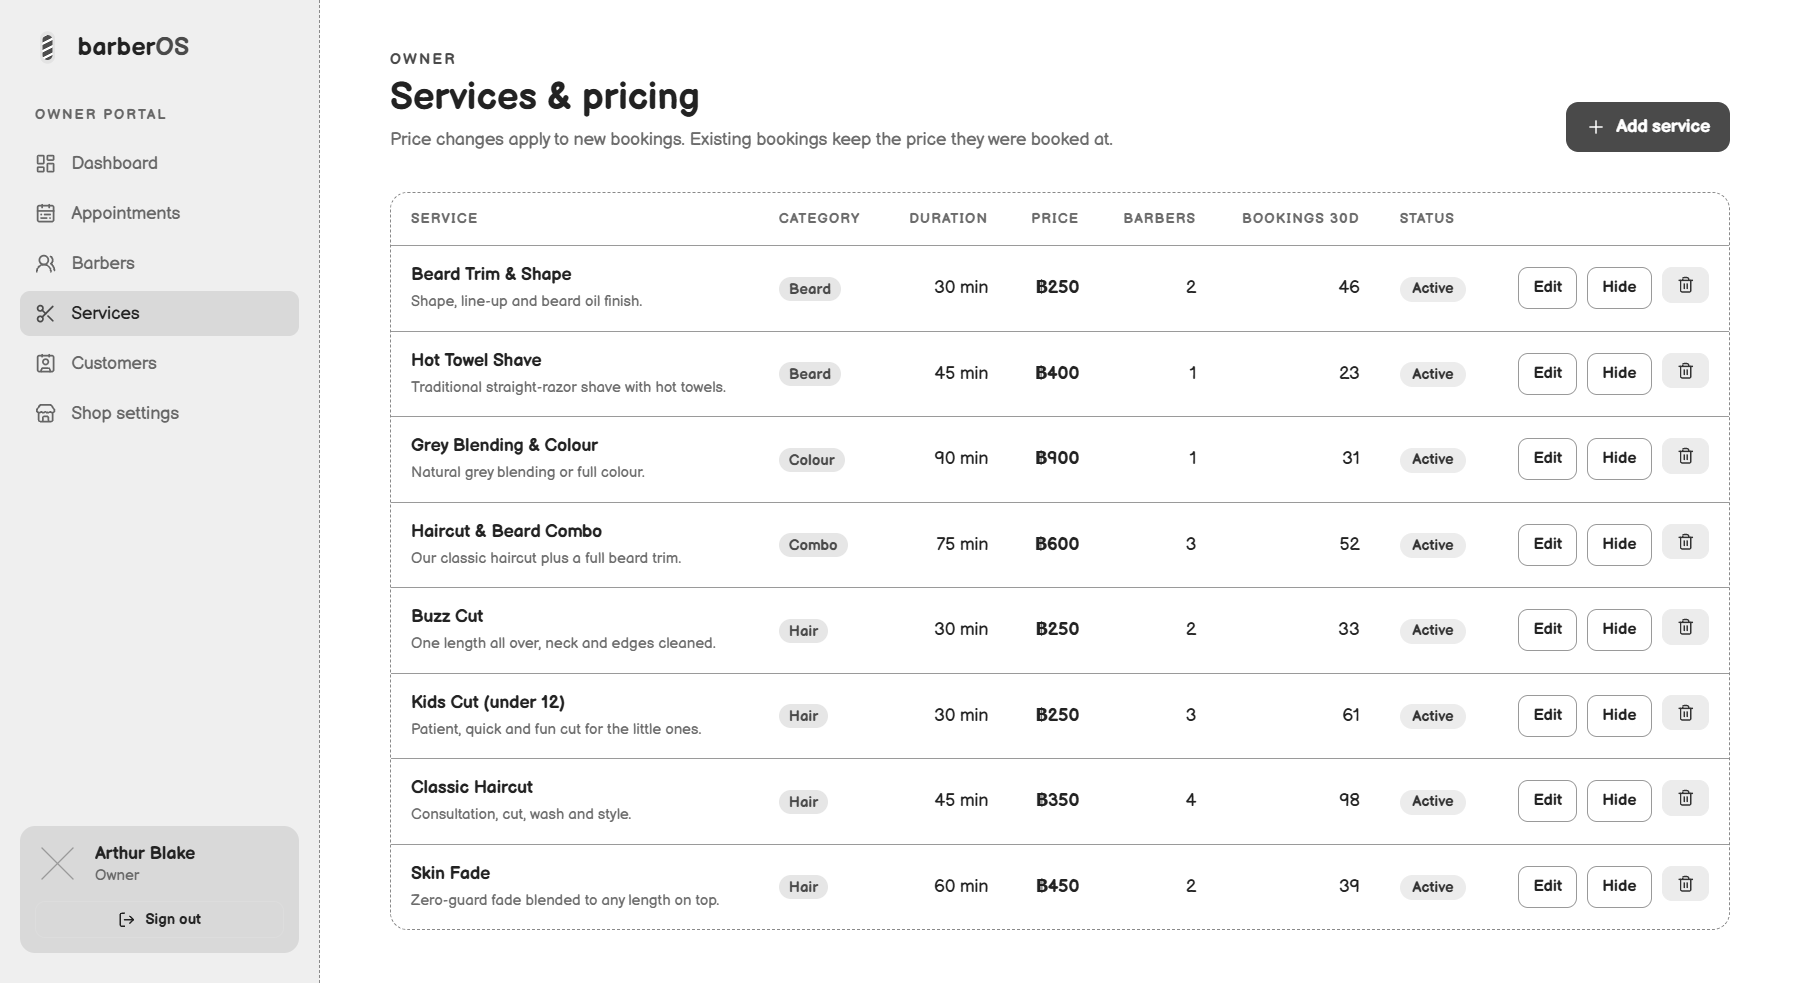 barberOS
OWNER PORTAL
Dashboard
Appointments
Barbers
Services
Customers
Shop settings
Arthur Blake
Owner
Sign out
OWNER
Services & pricing
Price changes apply to new bookings. Existing bookings keep the price they were booked at.
Add service
SERVICE CATEGORY DURATION PRICE BARBERS BOOKINGS 30D STATUS
Beard Trim & Shape
Shape, line-up and beard oil finish.
Beard 30 min ฿250 2 46 Active Edit Hide
Hot Towel Shave
Traditional straight-razor shave with hot towels.
Beard 45 min ฿400 1 23 Active Edit Hide
Grey Blending & Colour
Natural grey blending or full colour.
Colour 90 min ฿900 1 31 Active Edit Hide
Haircut & Beard Combo
Our classic haircut plus a full beard trim.
Combo 75 min ฿600 3 52 Active Edit Hide
Buzz Cut
One length all over, neck and edges cleaned.
Hair 30 min ฿250 2 33 Active Edit Hide
Kids Cut (under 12)
Patient, quick and fun cut for the little ones.
Hair 30 min ฿250 3 61 Active Edit Hide
Classic Haircut
Consultation, cut, wash and style.
Hair 45 min ฿350 4 98 Active Edit Hide
Skin Fade
Zero-guard fade blended to any length on top.
Hair 60 min ฿450 2 39 Active Edit Hide